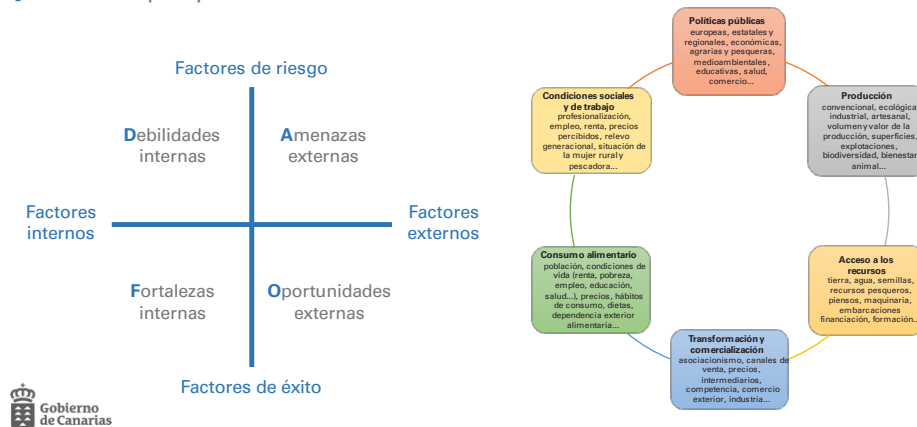 Factores de riesgo
Debilidades
internas
Amenazas
externas
Factores
internos
Factores
externos
Fortalezas
internas
Oportunidades
externas
Factores de éxito
Gobierno
de Canarias
Políticas públicas
europeas, estatales y
regionales, económicas,
agrarias y pesqueras,
medioambientales,
educativas, salud,
comercio...
Producción
convencional, ecológica
industrial, artesanal,
volumen y valor de la
producción, superficies,
explotaciones,
biodiversidad, bienestar
animal...
Acceso a los
recursos
tierra, agua, semillas,
recursos pesqueros,
piensos, maquinaria,
embarcaciones
financiación, formación...
Transformación y
comercialización
asociacionismo, canales de
venta, precios,
intermediarios,
competencia, comercio
exterior, industria...
Consumo alimentario
población, condiciones de
vida (renta, pobreza,
empleo, educación,
salud...), precios, hábitos
de consumo, dietas,
dependencia exterior
alimentaria...
Condiciones sociales
y de trabajo
profesionalización,
empleo, renta, precios
percibidos, relevo
generacional, situación de
la mujer rural y
pescadora...